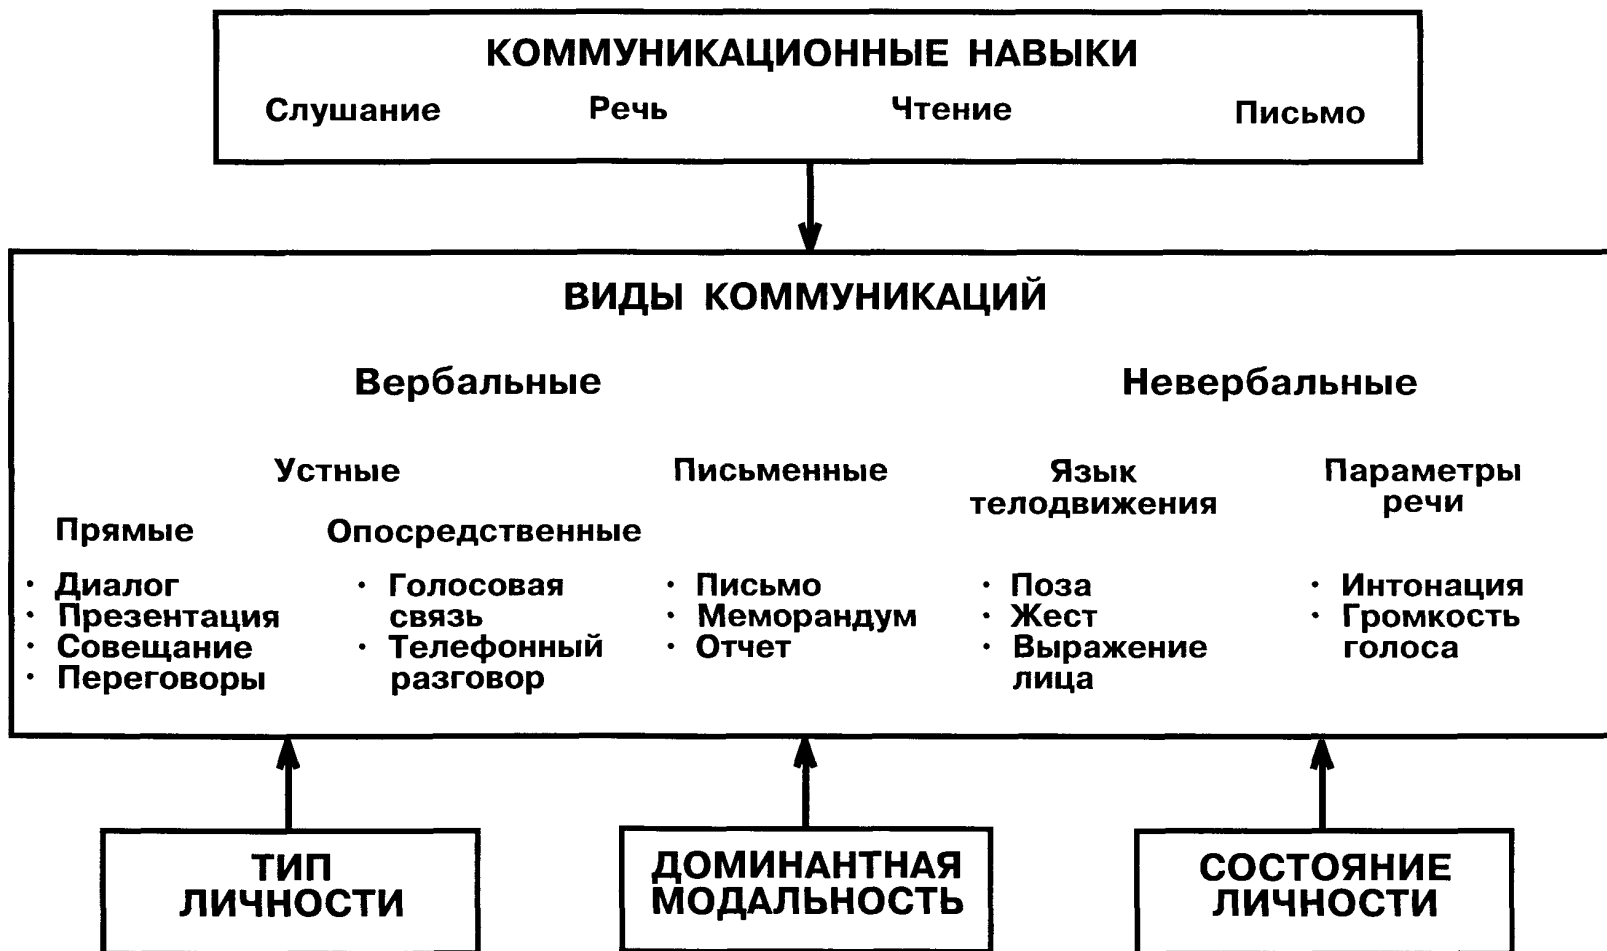 КОММУНИКАЦИОННЫЕ НАВЫКИ
Слушание Речь Чтение Письмо
ВИДЫ КОММУНИКАЦИЙ
Вербальные Невербальные
Устные Письменные Язык телодвижения Параметры речи
Прямые Опосредственные
· Диалог
· Презентация
· Совещание
· Переговоры
· Голосовая
связь
· Телефонный
разговор
· Письмо
· Меморандум
· Отчет
· Поза
· Жест
· Выражение
лица
· Интонация
· Громкость
голоса
ТИП
ЛИЧНОСТИ
ДОМИНАНТНАЯ
МОДАЛЬНОСТЬ
СОСТОЯНИЕ
ЛИЧНОСТИ